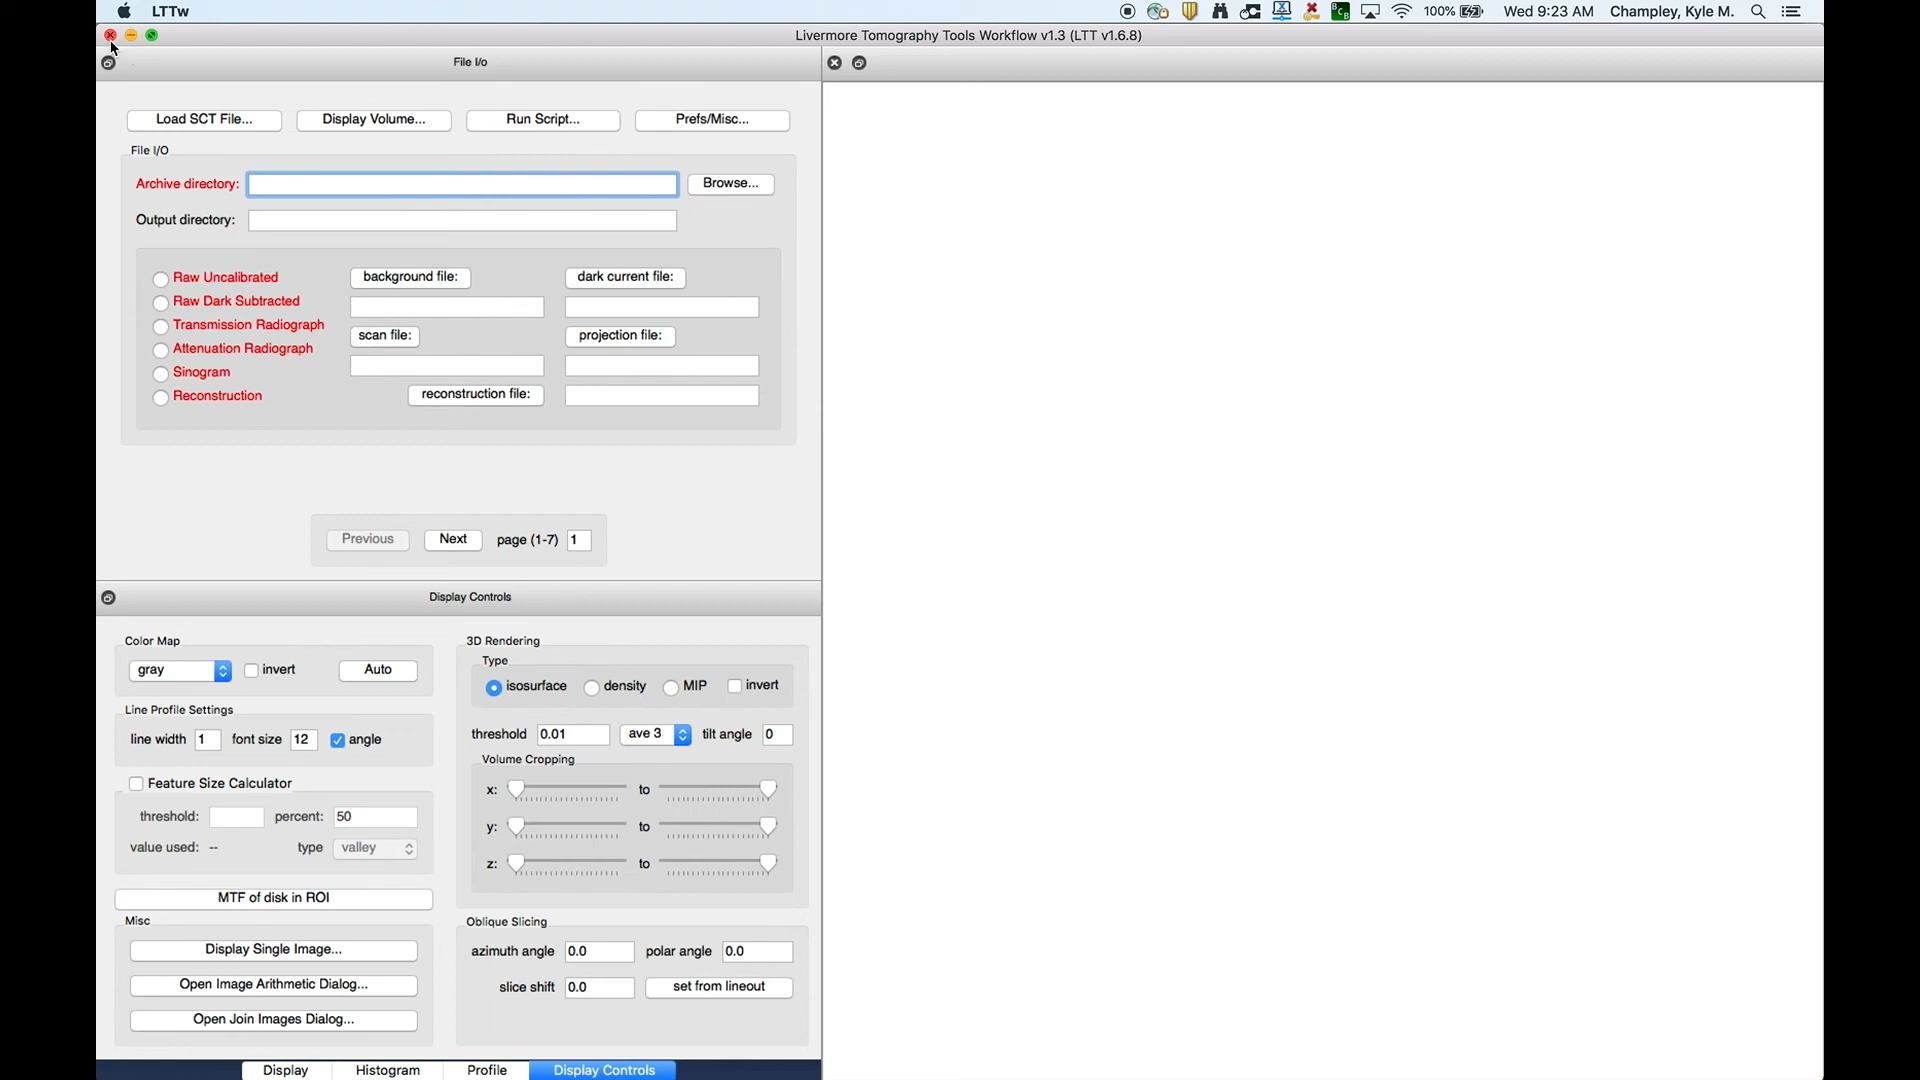 LTTw
100%
Wed 9:23 AM
Champley, Kyle M.
Livermore Tomography Tools Workflow v1.3 (LTT v1.6.8)
File I/o
Load SCT File...
Display Volume...
Run Script...
Prefs/Misc...
File I/O
Archive directory:
Browse...
Output directory:
Raw Uncalibrated
background file:
dark current file:
Raw Dark Subtracted
Transmission Radiograph
scan file:
projection file:
Attenuation Radiograph
Sinogram
Reconstruction
reconstruction file:
Previous
Next
page (1-7) 1
Display Controls
Color Map
gray
invert
Auto
Line Profile Settings
line width 1
font size 12
angle
Feature Size Calculator
threshold:
percent: 50
value used: --
type valley
MTF of disk in ROI
Misc
Display Single Image...
Open Image Arithmetic Dialog...
Open Join Images Dialog...
3D Rendering
Type
isosurface
density
MIP
invert
threshold 0.01
ave 3
tilt angle 0
Volume Cropping
x: to
y: to
z: to
Oblique Slicing
azimuth angle 0.0
polar angle 0.0
slice shift 0.0
set from lineout
Display
Histogram
Profile
Display Controls